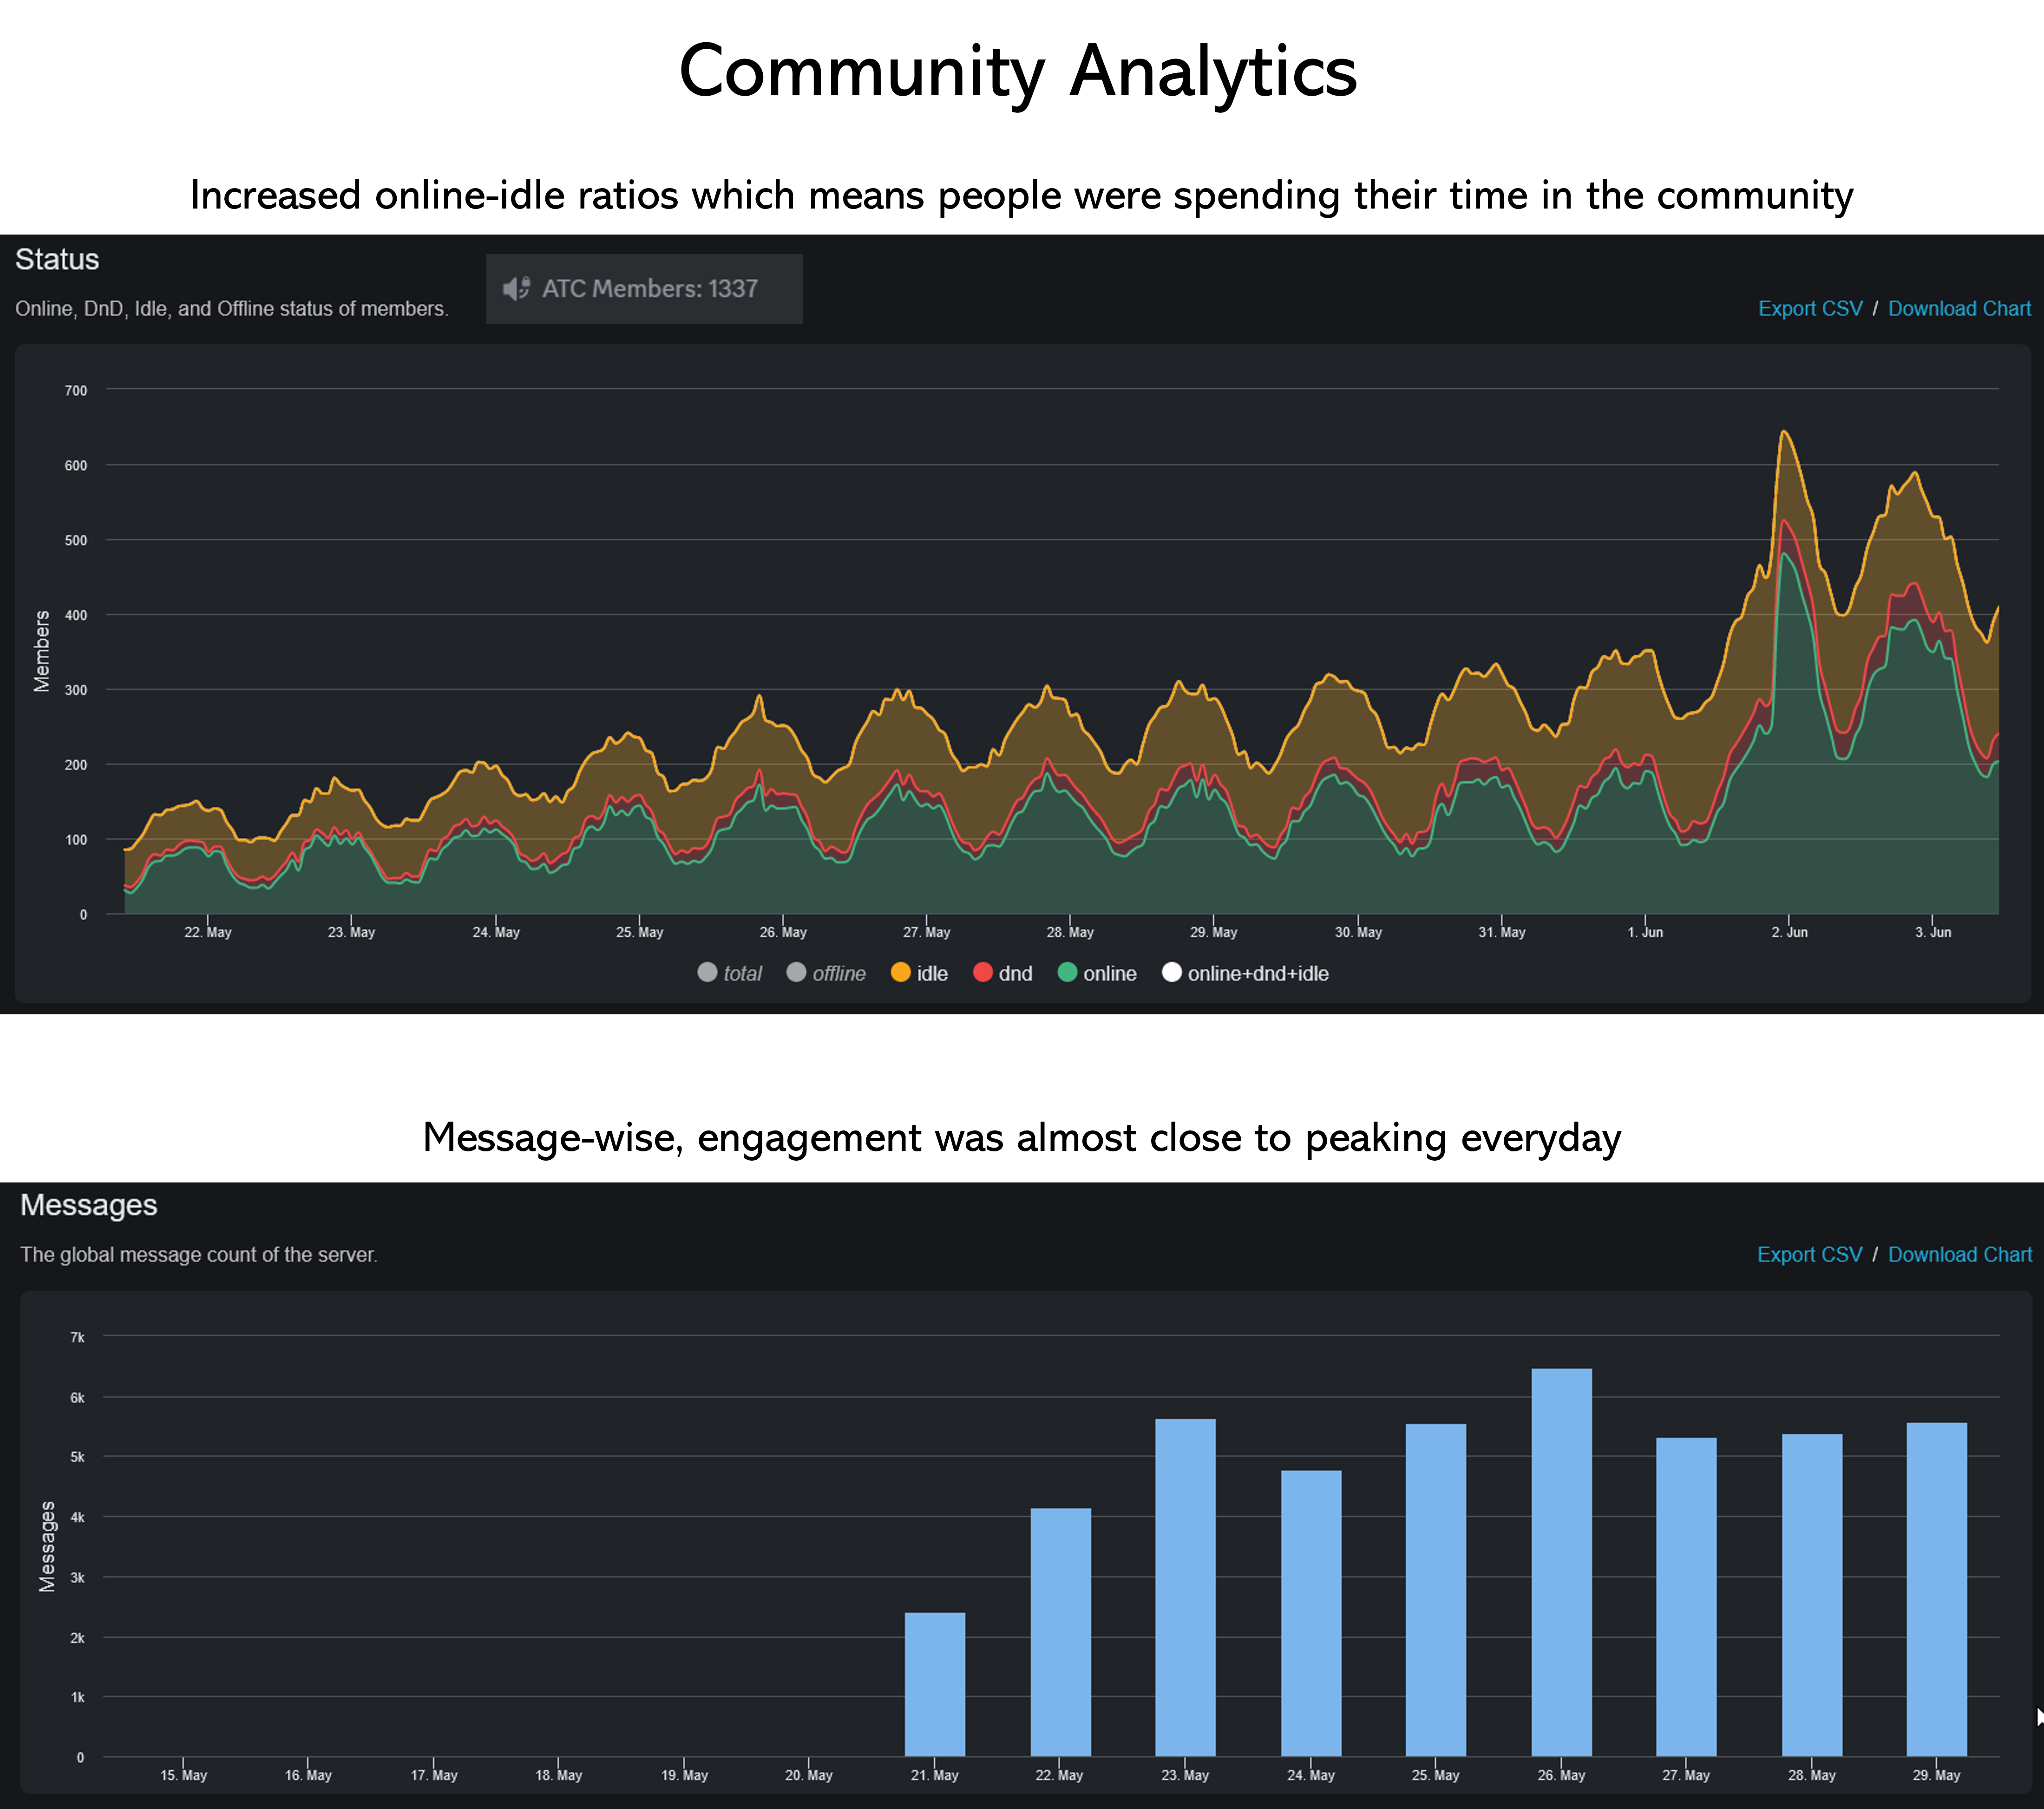 Community Analytics
Increased online-idle ratios which means people were spending their time in the community
Status
ATC Members: 1337
Online, DnD, Idle, and Offline status of members.
Export CSV / Download Chart
Members
700
600
500
400
300
200
100
0
22. May 23. May 24. May 25. May 26. May 27. May 28. May 29. May 30. May 31. May 1. Jun 2. Jun 3. Jun
total offline idle dnd online online+dnd+idle
Message-wise, engagement was almost close to peaking everyday
Messages
The global message count of the server.
Export CSV / Download Chart
Messages
7k
6k
5k
4k
3k
2k
1k
0
15. May 16. May 17. May 18. May 19. May 20. May 21. May 22. May 23. May 24. May 25. May 26. May 27. May 28. May 29. May